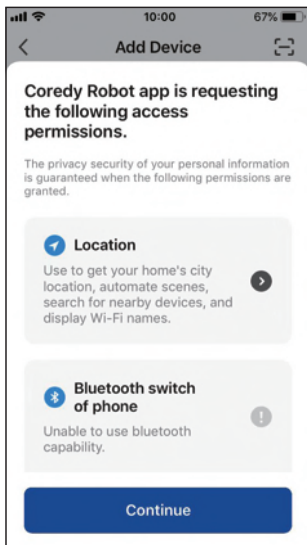 10:00
67%
Add Device
Coredy Robot app is requesting
the following access
permissions.
The privacy security of your personal information
is guaranteed when the following permissions are
granted.
Location
Use to get your home's city
location, automate scenes,
search for nearby devices, and
display Wi-Fi names.
Bluetooth switch
of phone
Unable to use bluetooth
capability.
Continue